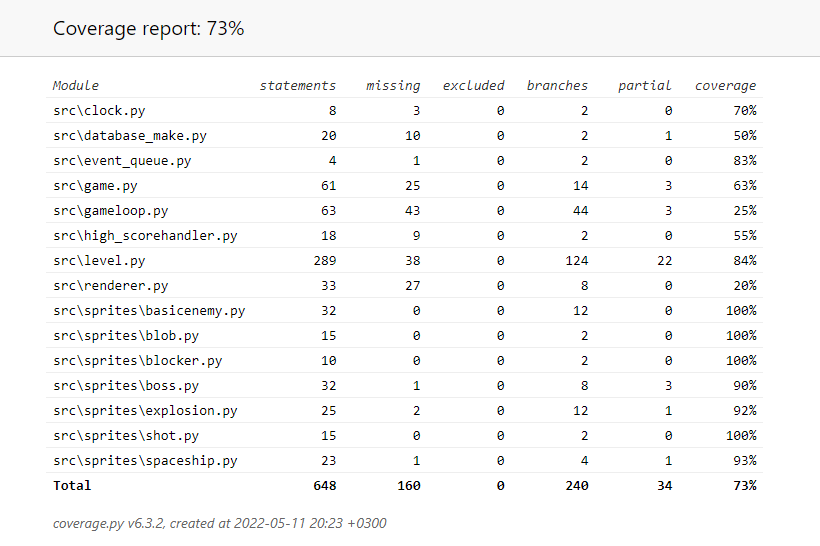 Coverage report: 73%
Module statements missing excluded branches partial coverage
src\clock.py 8 3 0 2 0 70%
src\database_make.py 20 10 0 2 1 50%
src\event_queue.py 4 1 0 2 0 83%
src\game.py 61 25 0 14 3 63%
src\gameloop.py 63 43 0 44 3 25%
src\high_scorehandler.py 18 9 0 2 0 55%
src\level.py 289 38 0 124 22 84%
src\renderer.py 33 27 0 8 0 20%
src\sprites\basicenemy.py 32 0 0 12 0 100%
src\sprites\blob.py 15 0 0 2 0 100%
src\sprites\blocker.py 10 0 0 2 0 100%
src\sprites\boss.py 32 1 0 8 3 90%
src\sprites\explosion.py 25 2 0 12 1 92%
src\sprites\shot.py 15 0 0 2 0 100%
src\sprites\spaceship.py 23 1 0 4 1 93%
Total 648 160 0 240 34 73%
coverage.py v6.3.2, created at 2022-05-11 20:23 +0300